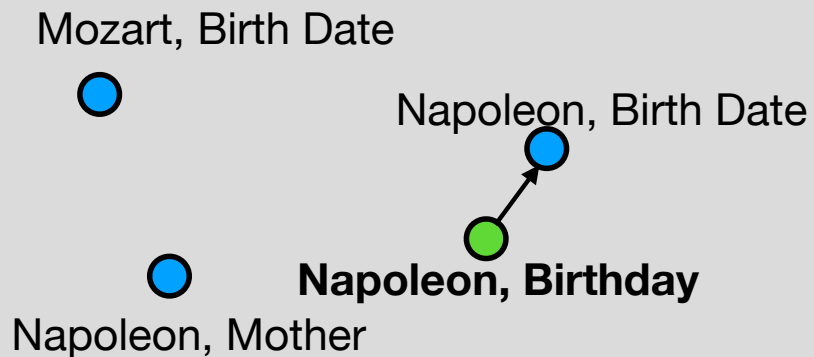 Mozart, Birth Date
Napoleon, Birth Date
Napoleon, Birthday
Napoleon, Mother